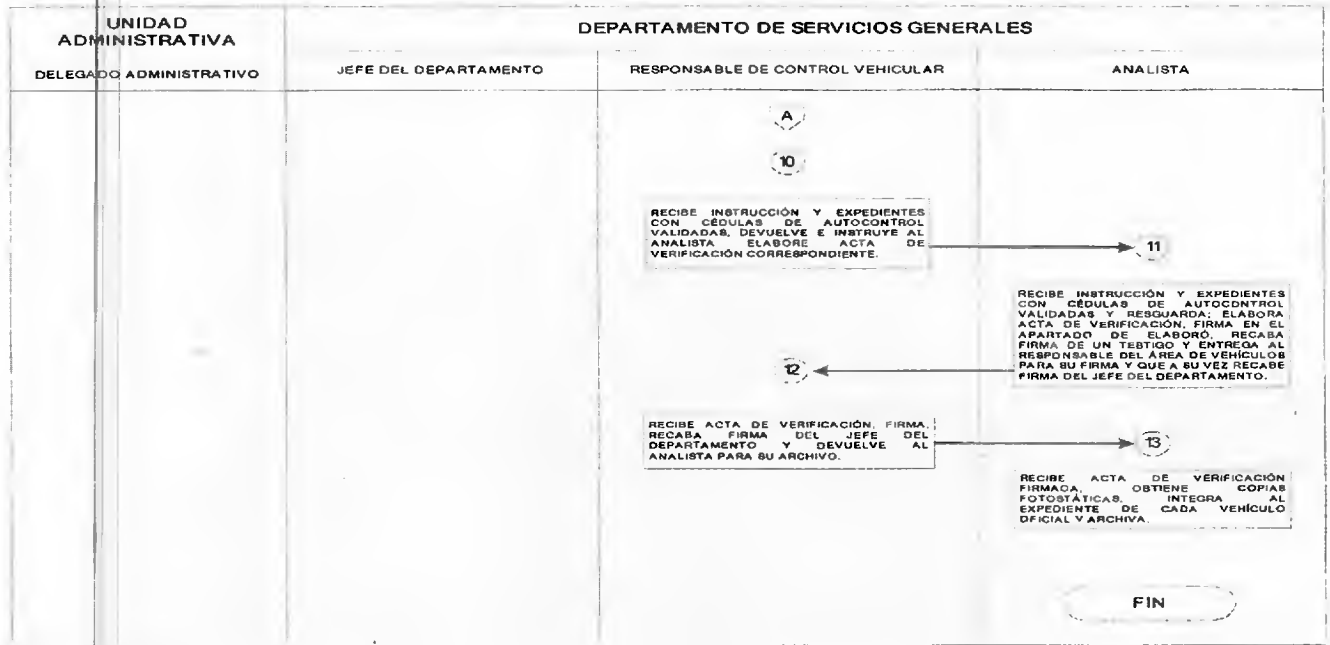 UNIDAD
ADMINISTRATIVA
DEPARTAMENTO DE SERVICIOS GENERALES
DELEGADO ADMINISTRATIVO
JEFE DEL DEPARTAMENTO
RESPONSABLE DE CONTROL VEHICULAR
ANALISTA
A
10
RECIBE INSTRUCCIÓN Y EXPEDIENTES
CON CÉDULAS DE AUTOCONTROL
VALIDADAS, DEVUELVE E INSTRUYE AL
ANALISTA ELABORE ACTA DE
VERIFICACIÓN CORRESPONDIENTE.
11
RECIBE INSTRUCCIÓN Y EXPEDIENTES
CON CÉDULAS DE AUTOCONTROL
VALIDADAS Y RESGUARDA; ELABORA
ACTA DE VERIFICACIÓN, FIRMA EN EL
APARTADO DE ELABORÓ, RECABA
FIRMA DE UN TESTIGO Y ENTREGA AL
RESPONSABLE DEL ÁREA DE VEHÍCULOS
PARA SU FIRMA Y QUE A SU VEZ RECABE
FIRMA DEL JEFE DEL DEPARTAMENTO.
12
RECIBE ACTA DE VERIFICACIÓN, FIRMA,
RECABA FIRMA DEL JEFE DEL
DEPARTAMENTO Y DEVUELVE AL
ANALISTA PARA SU ARCHIVO.
13
RECIBE ACTA DE VERIFICACIÓN
FIRMADA, OBTIENE COPIAS
FOTOSTÁTICAS, INTEGRA AL
EXPEDIENTE DE CADA VEHÍCULO
OFICIAL Y ARCHIVA.
FIN